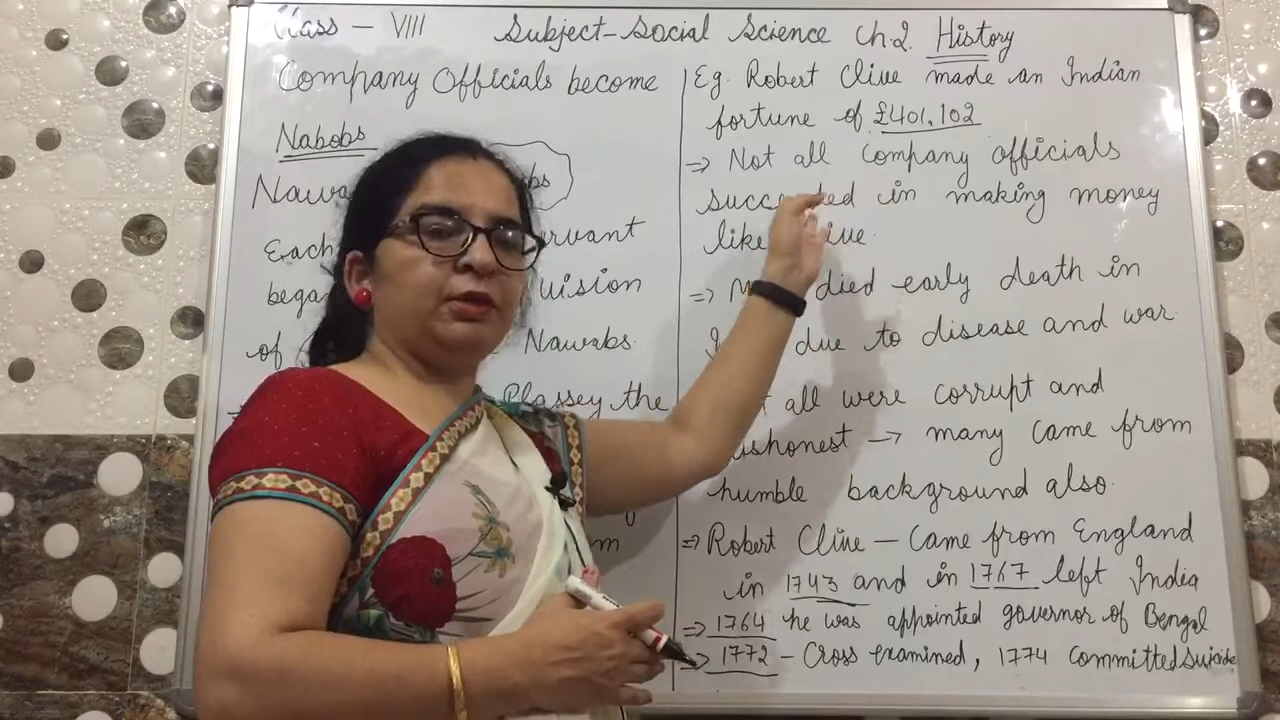 Class - VIII Subject-Social Science Ch.2. History
Company Officials become
Nabobs
Each servant
began vision
of Nawabs.
Plassey the
Eg. Robert Clive made an Indian
fortune of £401,102
⇒ Not all Company officials
succeeded in making money
like Clive.
⇒ died early death in
due to disease and war.
all were corrupt and
dishonest → many came from
humble background also.
⇒ Robert Clive - Came from England
in 1743 and in 1767 left India
⇒ 1764 he was appointed governor of Bengal
⇒ 1772 - Cross examined, 1774 committed suicide